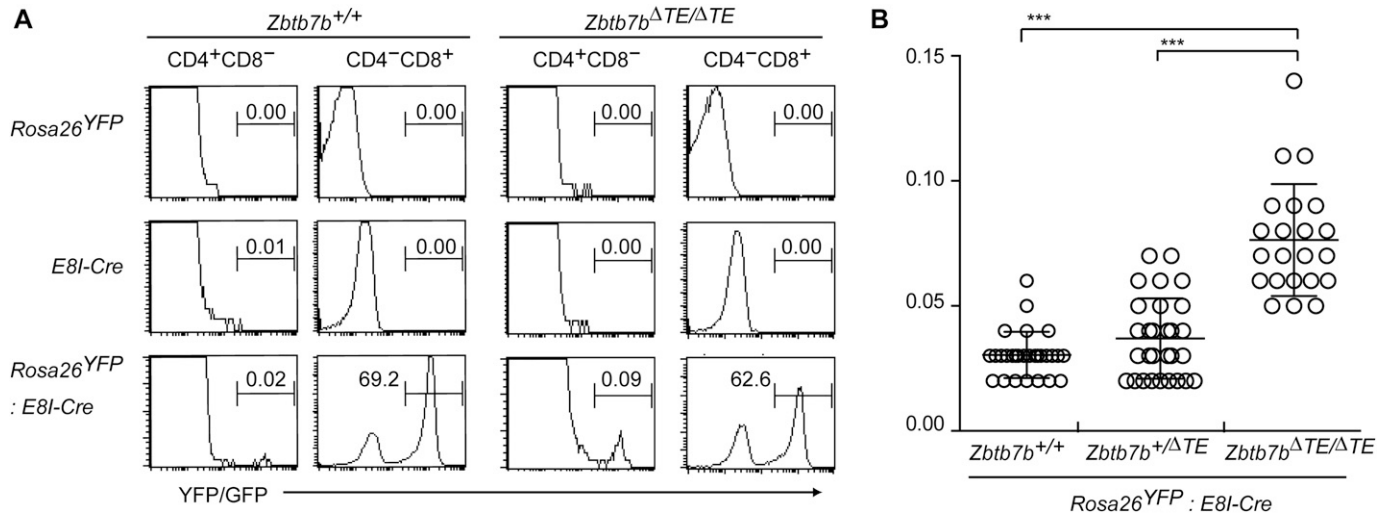 A
Zbtb7b+/+ Zbtb7bΔTE/ΔTE
CD4+CD8− CD4−CD8+ CD4+CD8− CD4−CD8+
Rosa26YFP 0.00 0.00 0.00 0.00
E8I-Cre 0.01 0.00 0.00 0.00
Rosa26YFP
: E8I-Cre 0.02 69.2 0.09 62.6
YFP/GFP
B
***
***
0.15
0.10
0.05
0.00
Zbtb7b+/+ Zbtb7b+/ΔTE Zbtb7bΔTE/ΔTE
Rosa26YFP : E8I-Cre